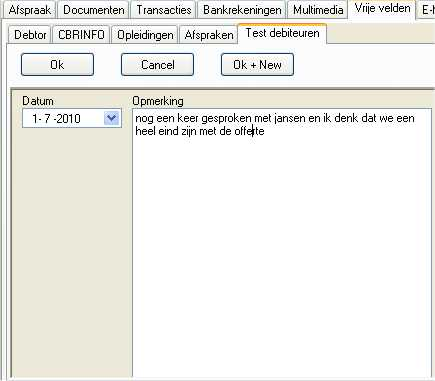 Afspraak Documenten Transacties Bankrekeningen Multimedia Vrije velden
Debtor CBRINFO Opleidingen Afspraken Test debiteuren
Ok Cancel Ok + New
Datum Opmerking
1- 7 -2010
nog een keer gesproken met jansen en ik denk dat we een
heel eind zijn met de offerte